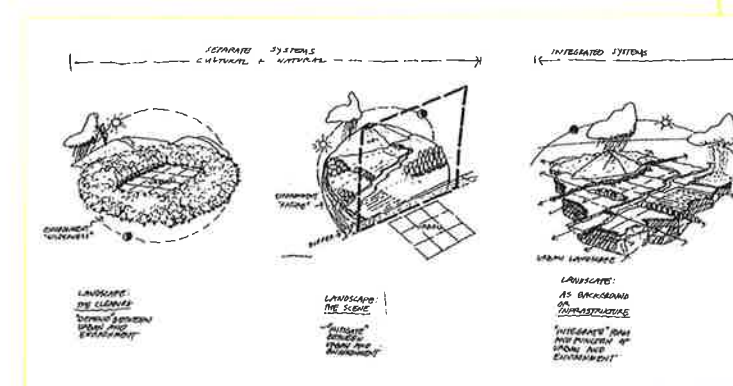 SEPARATE SYSTEMS
CULTURAL + NATURAL
INTEGRATED SYSTEMS
URBAN
ENVIRONMENT
"WILDERNESS"
ENVIRONMENT
BUFFER
URBAN
URBAN LANDSCAPE
LANDSCAPE:
THE CLEARING
BETWEEN
URBAN AND
ENVIRONMENT
LANDSCAPE:
THE SCENE
"MITIGATE"
BETWEEN
URBAN AND
ENVIRONMENT
LANDSCAPE:
AS BACKGROUND
OR
INFRASTRUCTURE
"INTEGRATE" FORM
AND FUNCTION OF
URBAN AND
ENVIRONMENT